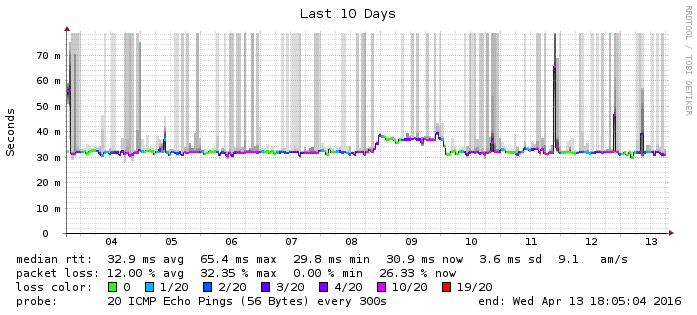 Last 10 Days
RRDTOOL / TOBI OETIKER
Seconds
70 m
60 m
50 m
40 m
30 m
20 m
10 m
0
04 05 06 07 08 09 10 11 12 13
median rtt: 32.9 ms avg 65.4 ms max 29.8 ms min 30.9 ms now 3.6 ms sd 9.1 am/s
packet loss: 12.00 % avg 32.35 % max 0.00 % min 26.33 % now
loss color: 0 1/20 2/20 3/20 4/20 10/20 19/20
probe: 20 ICMP Echo Pings (56 Bytes) every 300s end: Wed Apr 13 18:05:04 2016